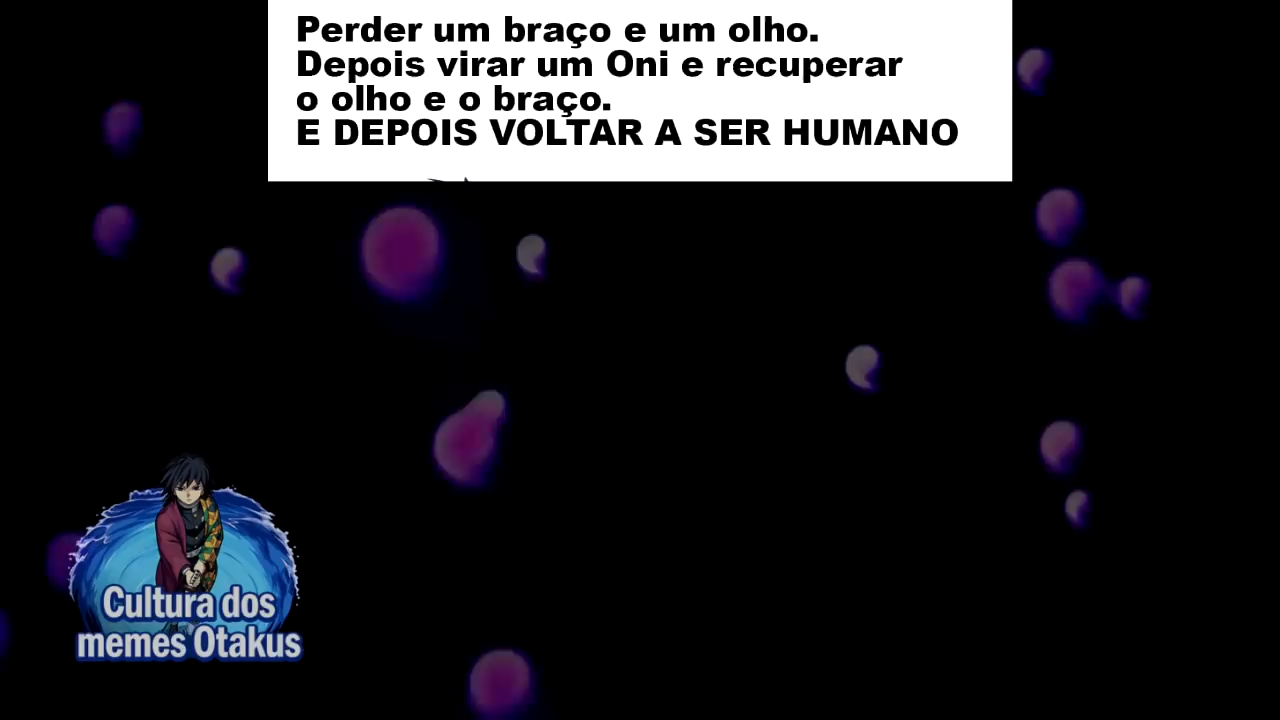 Perder um braço e um olho.
Depois virar um Oni e recuperar
o olho e o braço.
E DEPOIS VOLTAR A SER HUMANO
Cultura dos
memes Otakus